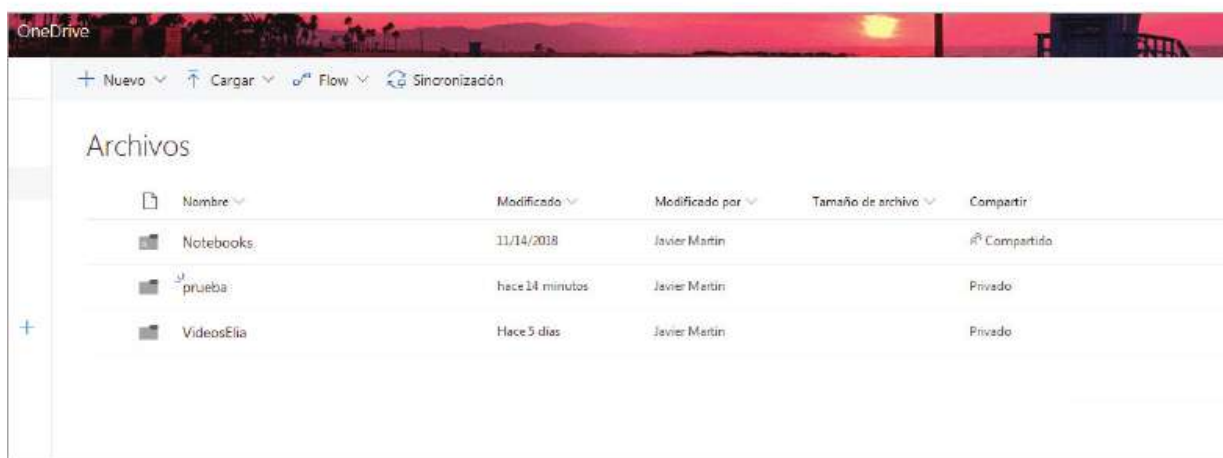 OneDrive
Nuevo Cargar Flow Sincronización
Archivos
Nombre Modificado Modificado por Tamaño de archivo Compartir
Notebooks 11/14/2018 Javier Martin Compartido
prueba hace 14 minutos Javier Martin Privado
VideosElia Hace 5 días Javier Martin Privado